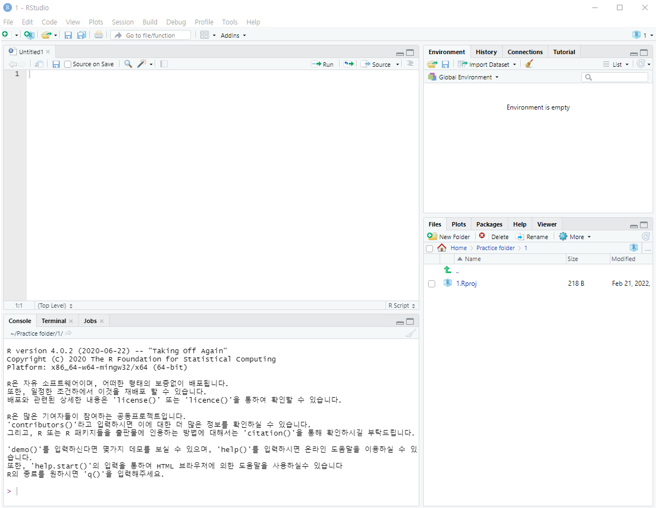 1 - RStudio
File Edit Code View Plots Session Build Debug Profile Tools Help
Go to file/function Addins 1
Untitled1
Source on Save Run Source
1
1:1 (Top Level) R Script
Console Terminal Jobs
~/Practice folder/1/
R version 4.0.2 (2020-06-22) -- "Taking Off Again"
Copyright (C) 2020 The R Foundation for Statistical Computing
Platform: x86_64-w64-mingw32/x64 (64-bit)
R은 자유 소프트웨어이며, 어떠한 형태의 보증없이 배포됩니다.
또한, 일정한 조건하에서 이것을 재배포 할 수 있습니다.
배포와 관련된 상세한 내용은 'license()' 또는 'licence()'을 통하여 확인할 수 있습니다.
R은 많은 기여자들이 참여하는 공동프로젝트입니다.
'contributors()'라고 입력하시면 이에 대한 더 많은 정보를 확인하실 수 있습니다.
그리고, R 또는 R 패키지들을 출판물에 인용하는 방법에 대해서는 'citation()'을 통해 확인하시길 부탁드립니다.
'demo()'를 입력하신다면 몇가지 데모를 보실 수 있으며, 'help()'를 입력하시면 온라인 도움말을 이용하실 수 있
습니다.
또한, 'help.start()'의 입력을 통하여 HTML 브라우저에 의한 도움말을 사용하실수 있습니다
R의 종료를 원하시면 'q()'을 입력해주세요.
>
Environment History Connections Tutorial
Import Dataset List
Global Environment
Environment is empty
Files Plots Packages Help Viewer
New Folder Delete Rename More
Home Practice folder 1
Name Size Modified
..
1.Rproj 218 B Feb 21, 2022,